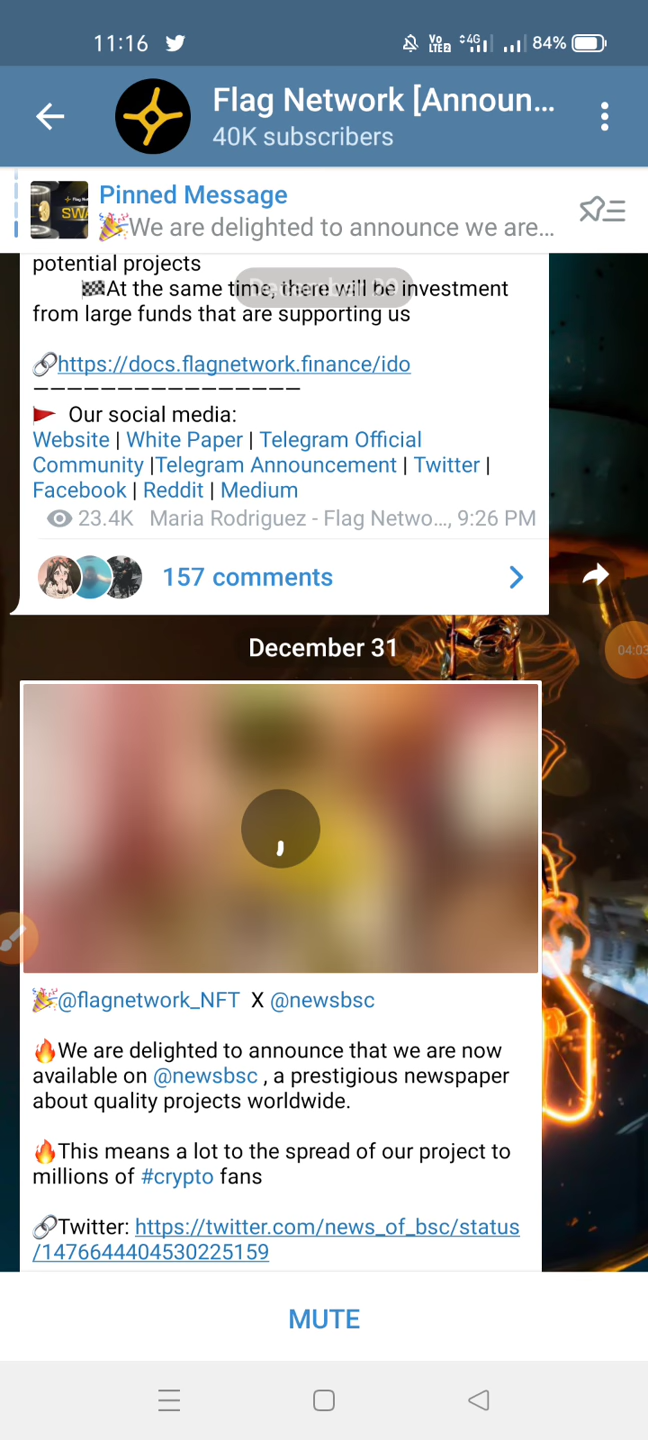 11:16
Vo LTE2 4G 84%
Flag Network [Announ...
40K subscribers
Pinned Message
🎉We are delighted to announce we are...
potential projects
🏁At the same time, there will be investment
from large funds that are supporting us
🔗https://docs.flagnetwork.finance/ido
————————————————
🚩 Our social media:
Website | White Paper | Telegram Official
Community |Telegram Announcement | Twitter |
Facebook | Reddit | Medium
23.4K Maria Rodriguez - Flag Netwo..., 9:26 PM
157 comments
December 31
04:03
🎉@flagnetwork_NFT X @newsbsc
🔥We are delighted to announce that we are now
available on @newsbsc , a prestigious newspaper
about quality projects worldwide.
🔥This means a lot to the spread of our project to
millions of #crypto fans
🔗Twitter: https://twitter.com/news_of_bsc/status
/1476644404530225159
MUTE